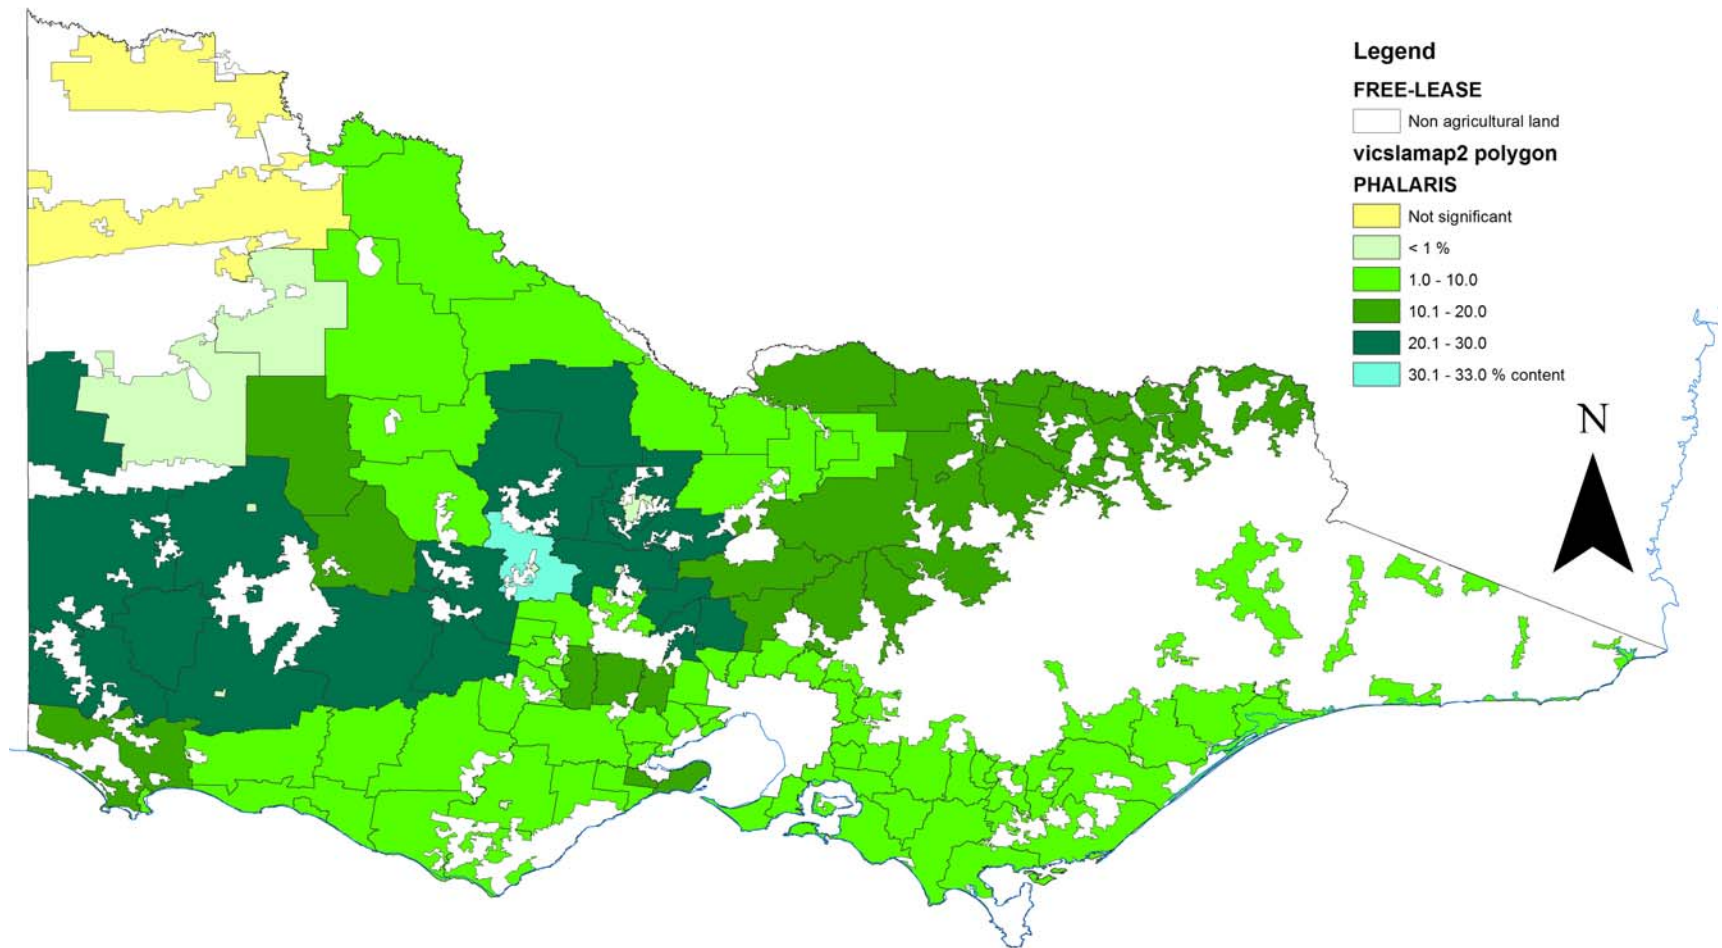 Legend
FREE-LEASE
Non agricultural land
vicslamap2 polygon
PHALARIS
Not significant
< 1 %
1.0 - 10.0
10.1 - 20.0
20.1 - 30.0
30.1 - 33.0 % content
N